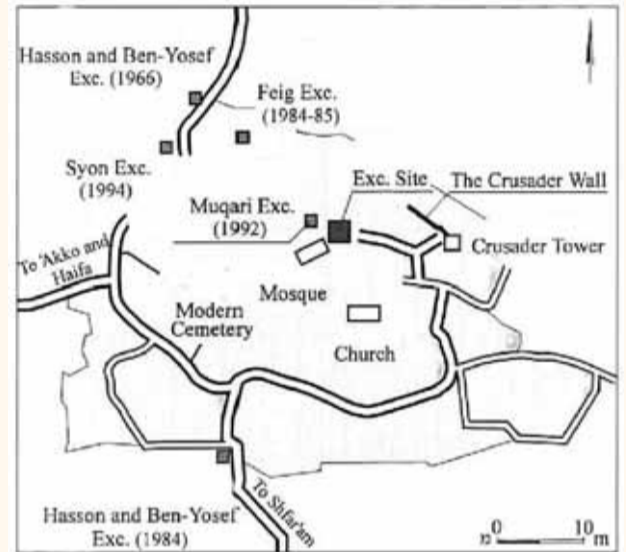 Hasson and Ben-Yosef
Exc. (1966)
Feig Exc.
(1984-85)
Syon Exc.
(1994)
Exc. Site
The Crusader Wall
Muqari Exc.
(1992)
Crusader Tower
To 'Akko and
Haifa
Mosque
Modern
Cemetery
Church
Hasson and Ben-Yosef
Exc. (1984)
To Shfar'am
0 10
m